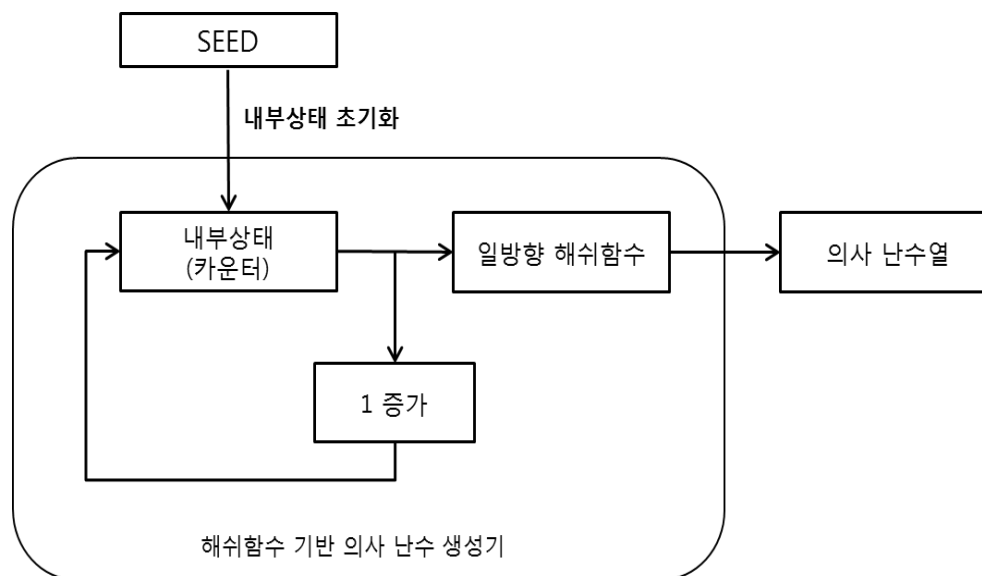 SEED
내부상태 초기화
내부상태
(카운터)
일방향 해쉬함수
의사 난수열
1 증가
해쉬함수 기반 의사 난수 생성기